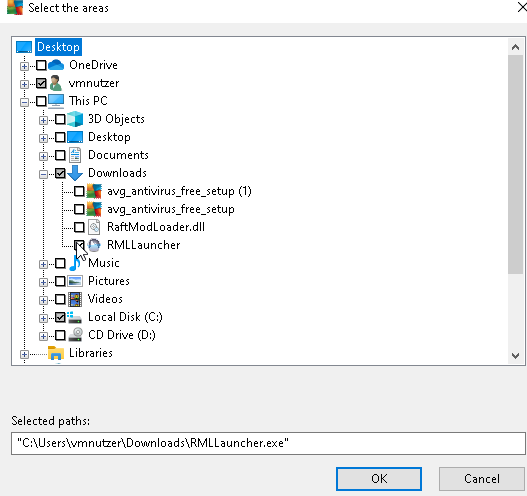 Select the areas
Desktop
OneDrive
vmnutzer
This PC
3D Objects
Desktop
Documents
Downloads
avg_antivirus_free_setup (1)
avg_antivirus_free_setup
RaftModLoader.dll
RMLLauncher
Music
Pictures
Videos
Local Disk (C:)
CD Drive (D:)
Libraries
Selected paths:
"C:\Users\vmnutzer\Downloads\RMLLauncher.exe"
OK
Cancel